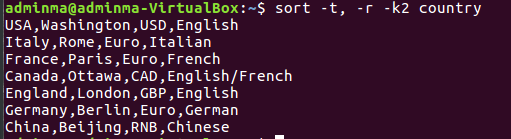 adminma@adminma-VirtualBox:~$ sort -t, -r -k2 country
USA,Washington,USD,English
Italy,Rome,Euro,Italian
France,Paris,Euro,French
Canada,Ottawa,CAD,English/French
England,London,GBP,English
Germany,Berlin,Euro,German
China,Beijing,RNB,Chinese